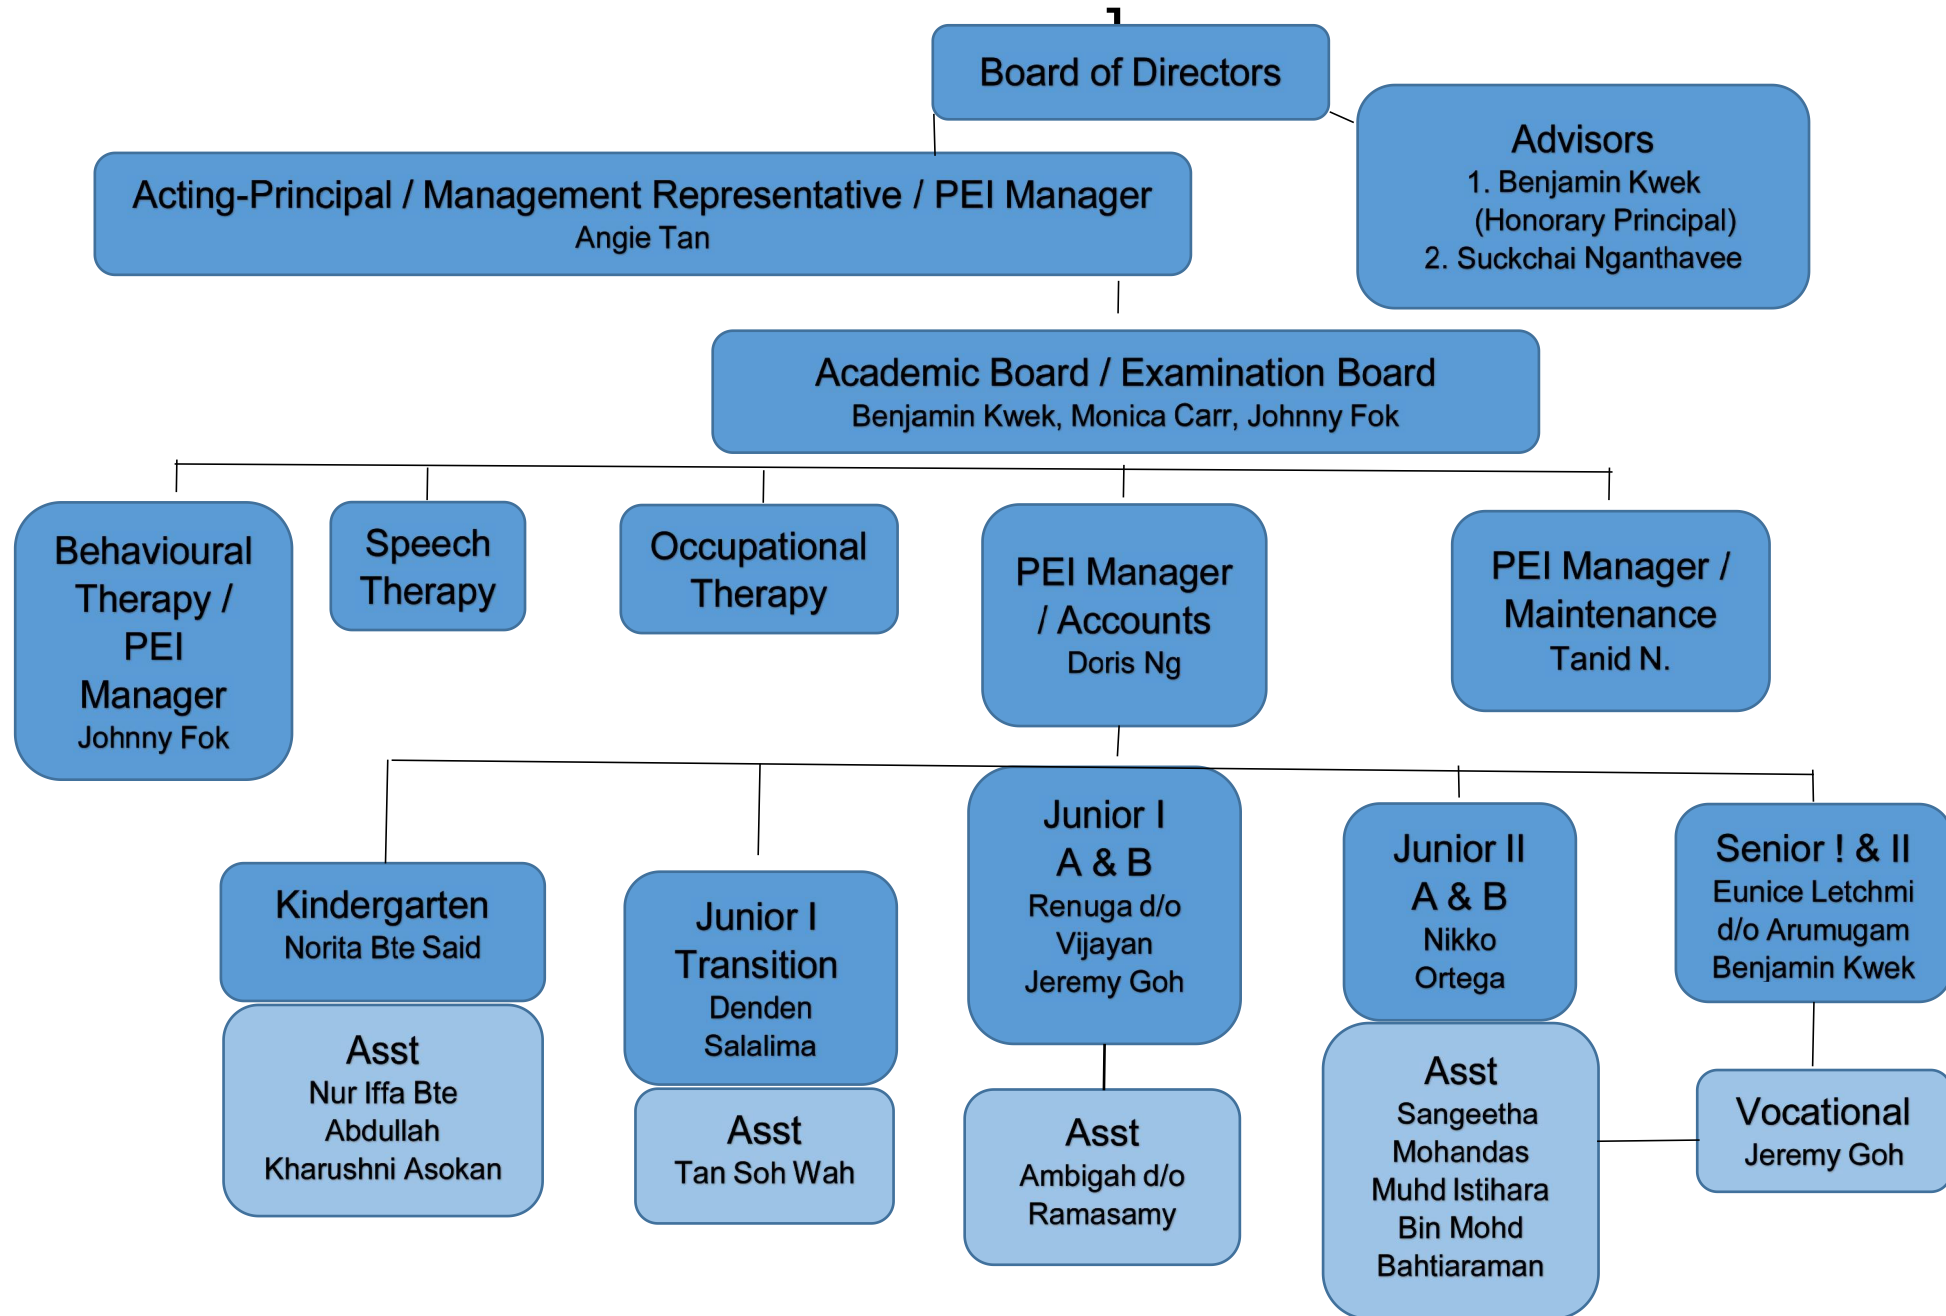 Board of Directors
Advisors
1. Benjamin Kwek
(Honorary Principal)
2. Suckchai Nganthavee
Acting-Principal / Management Representative / PEI Manager
Angie Tan
Academic Board / Examination Board
Benjamin Kwek, Monica Carr, Johnny Fok
Behavioural
Therapy /
PEI
Manager
Johnny Fok
Speech
Therapy
Occupational
Therapy
PEI Manager
/ Accounts
Doris Ng
PEI Manager /
Maintenance
Tanid N.
Kindergarten
Norita Bte Said
Asst
Nur Iffa Bte
Abdullah
Kharushni Asokan
Junior I
Transition
Denden
Salalima
Asst
Tan Soh Wah
Junior I
A & B
Renuga d/o
Vijayan
Jeremy Goh
Asst
Ambigah d/o
Ramasamy
Junior II
A & B
Nikko
Ortega
Asst
Sangeetha
Mohandas
Muhd Istihara
Bin Mohd
Bahtiaraman
Senior ! & II
Eunice Letchmi
d/o Arumugam
Benjamin Kwek
Vocational
Jeremy Goh